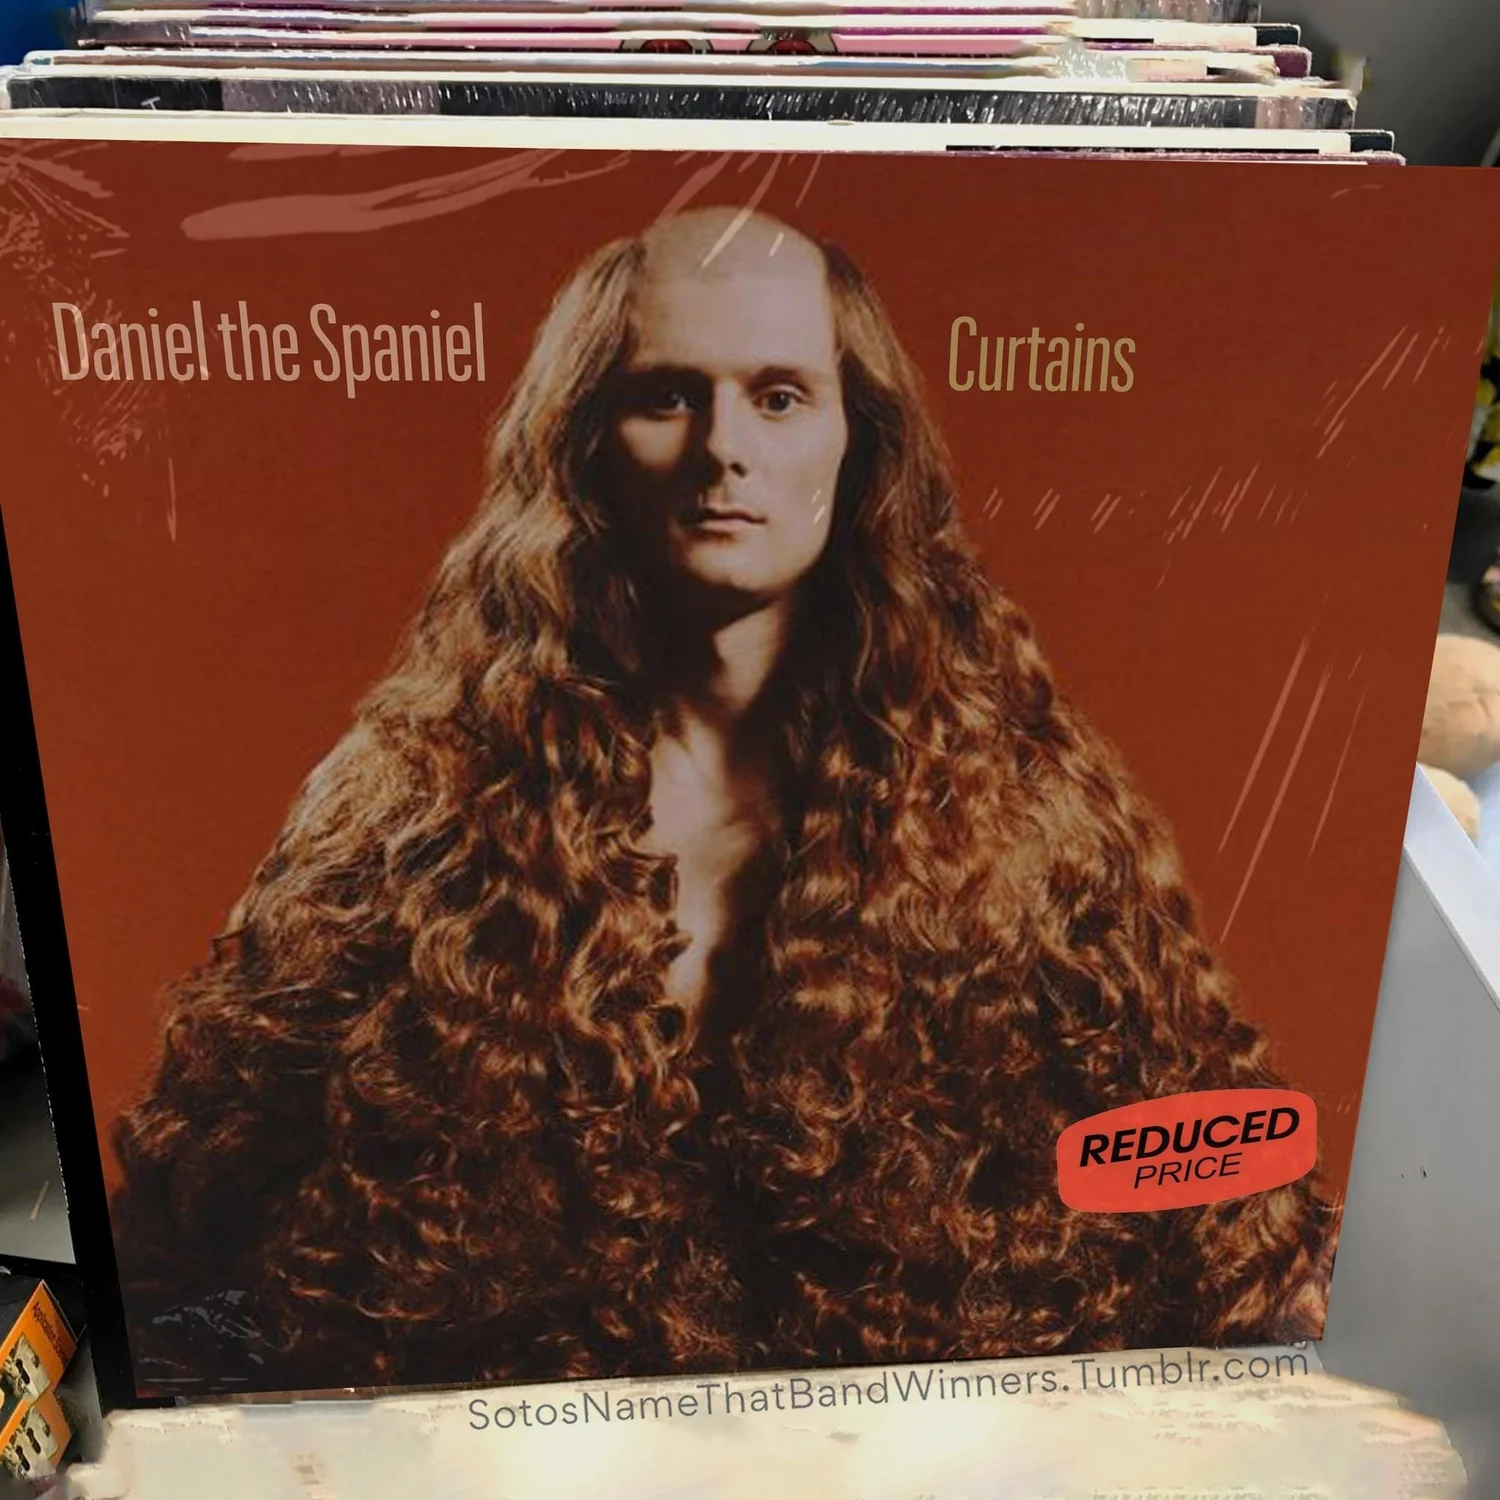 Daniel the Spaniel
Curtains
REDUCED
PRICE
SotosNameThatBandWinners.Tumblr.com